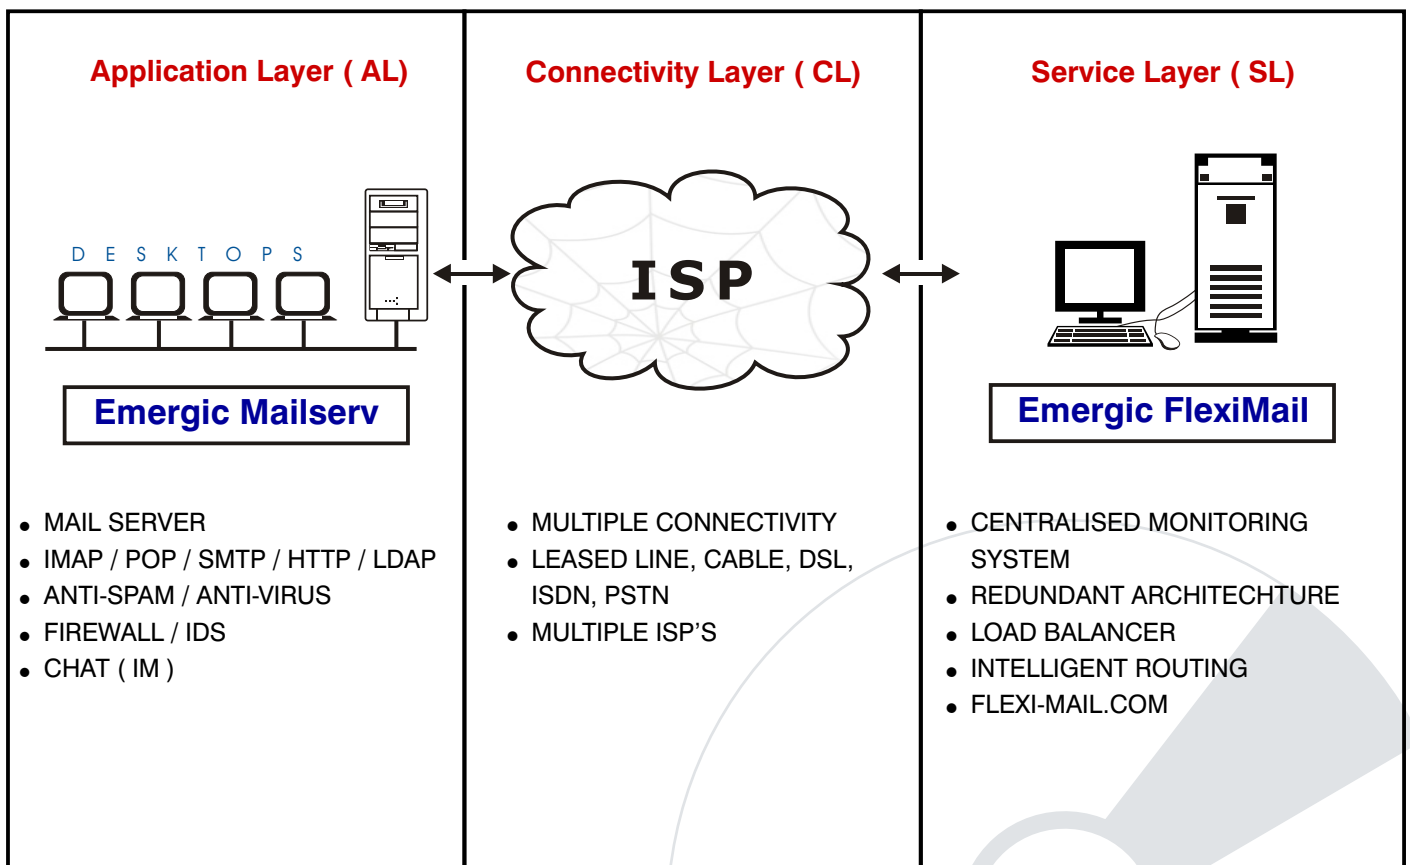 Application Layer ( AL)
D E S K T O P S
Emergic Mailserv
● MAIL SERVER
● IMAP / POP / SMTP / HTTP / LDAP
● ANTI-SPAM / ANTI-VIRUS
● FIREWALL / IDS
● CHAT ( IM )
Connectivity Layer ( CL)
ISP
● MULTIPLE CONNECTIVITY
● LEASED LINE, CABLE, DSL,
ISDN, PSTN
● MULTIPLE ISP’S
Service Layer ( SL)
Emergic FlexiMail
● CENTRALISED MONITORING
SYSTEM
● REDUNDANT ARCHITECHTURE
● LOAD BALANCER
● INTELLIGENT ROUTING
● FLEXI-MAIL.COM